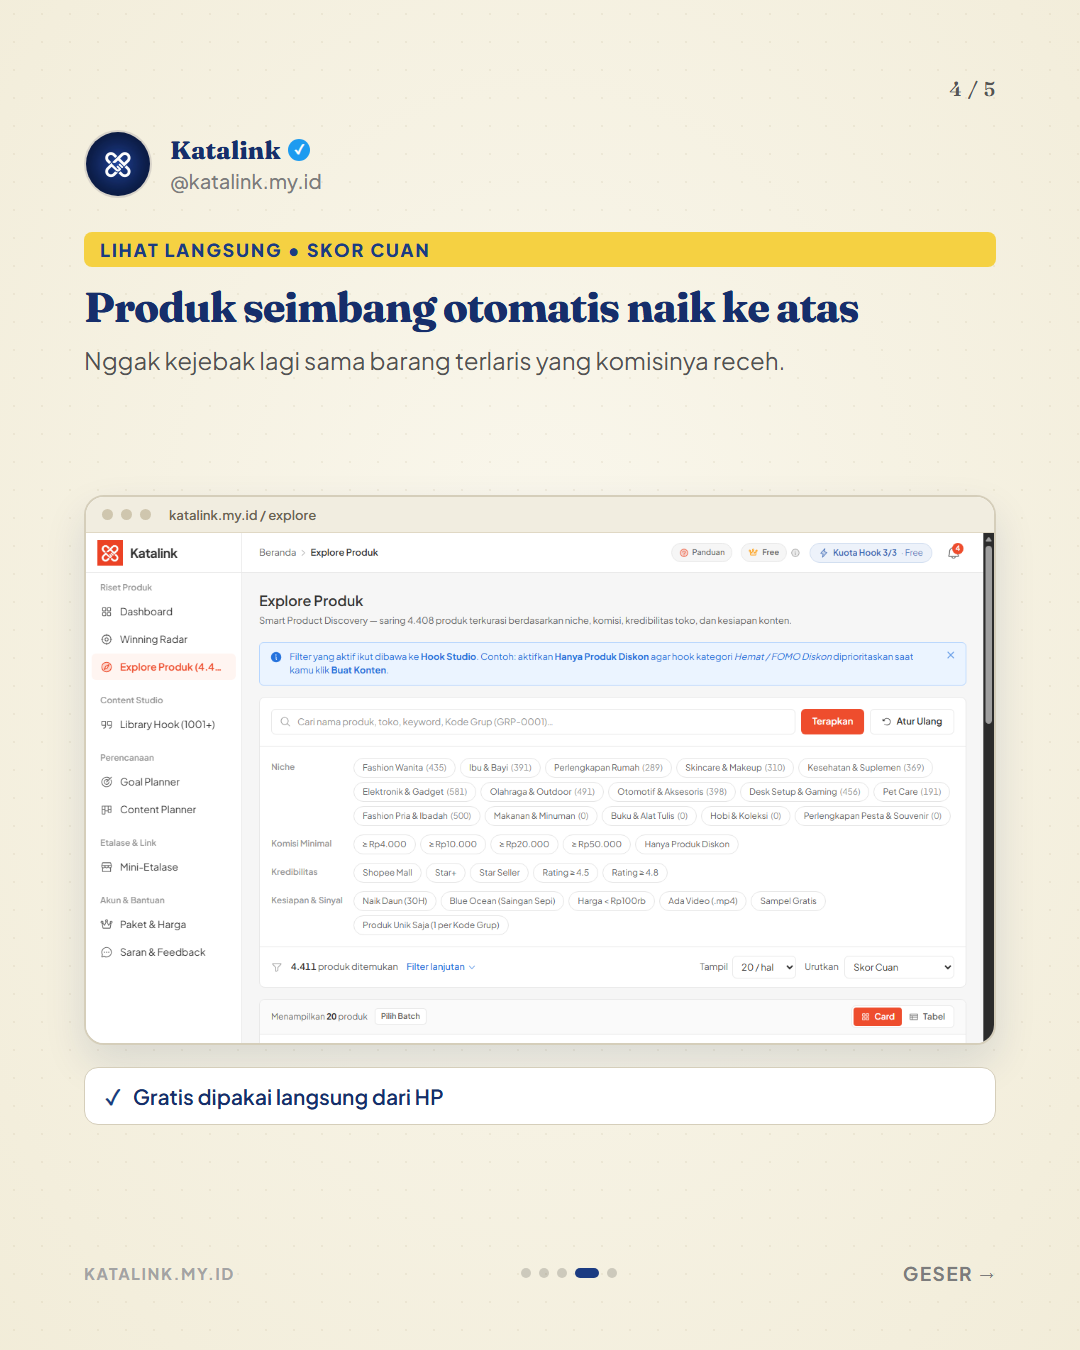 4 / 5
Katalink
@katalink.my.id
LIHAT LANGSUNG ● SKOR CUAN
Produk seimbang otomatis naik ke atas
Nggak kejebak lagi sama barang terlaris yang komisinya receh.
katalink.my.id / explore
Katalink
Beranda > Explore Produk
Panduan
Free
Kuota Hook 3/3 · Free
4
Riset Produk
Dashboard
Winning Radar
Explore Produk (4.4...
Content Studio
Library Hook (1001+)
Perencanaan
Goal Planner
Content Planner
Etalase & Link
Mini-Etalase
Akun & Bantuan
Paket & Harga
Saran & Feedback
Explore Produk
Smart Product Discovery — saring 4.408 produk terkurasi berdasarkan niche, komisi, kredibilitas toko, dan kesiapan konten.
Filter yang aktif ikut dibawa ke Hook Studio. Contoh: aktifkan Hanya Produk Diskon agar hook kategori Hemat / FOMO Diskon diprioritaskan saat
kamu klik Buat Konten.
Cari nama produk, toko, keyword, Kode Grup (GRP-0001)...
Terapkan
Atur Ulang
Niche
Fashion Wanita (435) Ibu & Bayi (391) Perlengkapan Rumah (289) Skincare & Makeup (310) Kesehatan & Suplemen (369)
Elektronik & Gadget (581) Olahraga & Outdoor (491) Otomotif & Aksesoris (398) Desk Setup & Gaming (456) Pet Care (191)
Fashion Pria & Ibadah (500) Makanan & Minuman (0) Buku & Alat Tulis (0) Hobi & Koleksi (0) Perlengkapan Pesta & Souvenir (0)
Komisi Minimal ≥ Rp4.000 ≥ Rp10.000 ≥ Rp20.000 ≥ Rp50.000 Hanya Produk Diskon
Kredibilitas Shopee Mall Star+ Star Seller Rating ≥ 4.5 Rating ≥ 4.8
Kesiapan & Sinyal Naik Daun (30H) Blue Ocean (Saingan Sepi) Harga < Rp100rb Ada Video (.mp4) Sampel Gratis
Produk Unik Saja (1 per Kode Grup)
4.411 produk ditemukan Filter lanjutan
Tampil 20 / hal Urutkan Skor Cuan
Menampilkan 20 produk Pilih Batch
Card Tabel
✓ Gratis dipakai langsung dari HP
KATALINK.MY.ID
GESER →